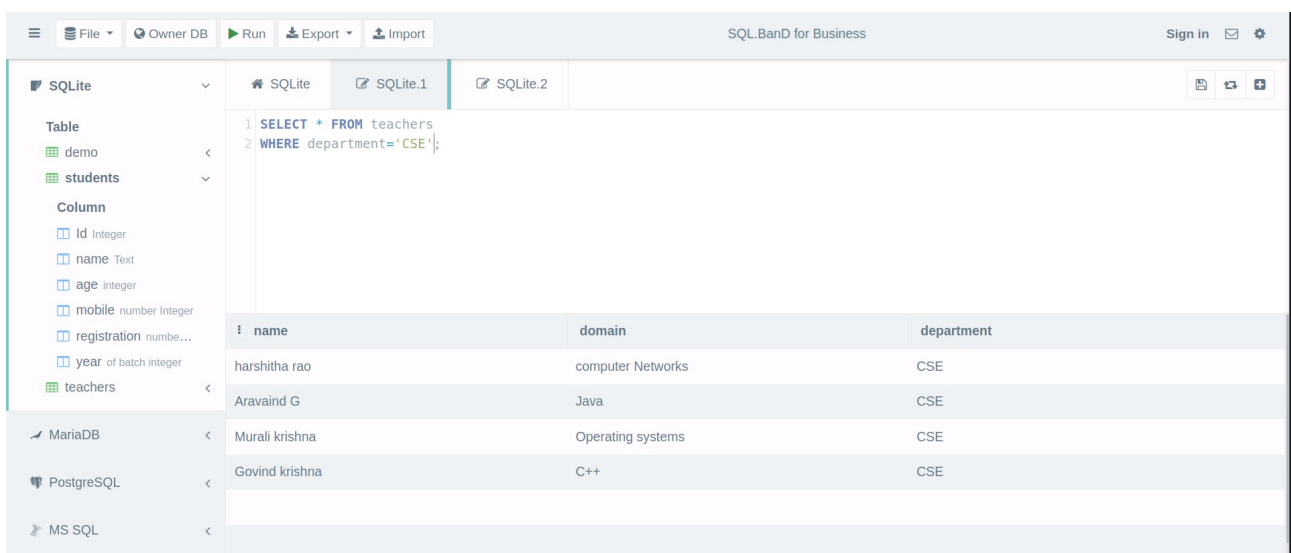 File Owner DB Run Export Import SQL.BanD for Business Sign in
SQLite
SQLite SQLite.1 SQLite.2
Table
demo
students
Column
Id Integer
name Text
age integer
mobile number Integer
registration numbe...
year of batch integer
teachers
MariaDB
PostgreSQL
MS SQL
1 SELECT * FROM teachers
2 WHERE department='CSE';
name domain department
harshitha rao computer Networks CSE
Aravaind G Java CSE
Murali krishna Operating systems CSE
Govind krishna C++ CSE